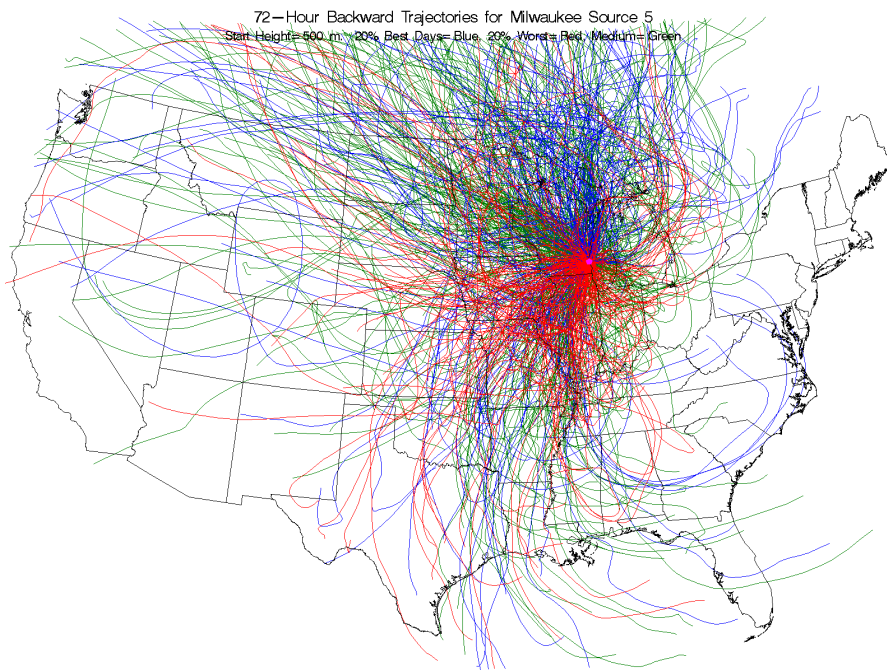 72-Hour Backward Trajectories for Milwaukee Source 5
Start Height= 500 m. 20% Best Days= Blue, 20% Worst= Red, Medium= Green